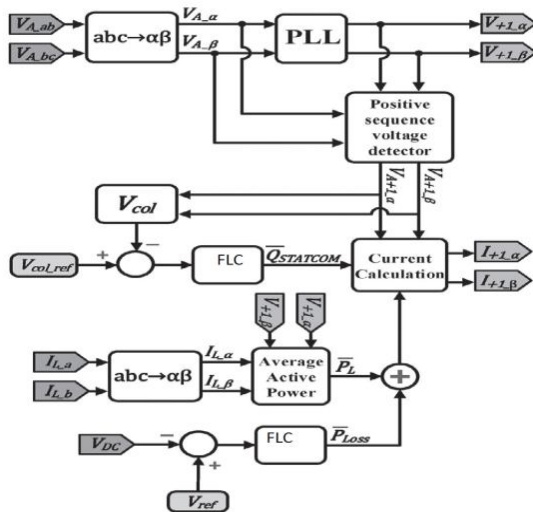 V_A_ab
V_A_bc
abc→αβ
V_A_α
V_A_β
PLL
V_+1_α
V_+1_β
Positive
sequence
voltage
detector
V_A+1_α
V_A+1_β
V_col
V_col_ref
+
−
FLC
Q̅_STATCOM
Current
Calculation
I_+1_α
I_+1_β
V_+1_β
V_+1_α
I_L_a
I_L_b
abc→αβ
I_L_α
I_L_β
Average
Active
Power
P̅_L
+
V_DC
−
+
FLC
P̅_Loss
V_ref